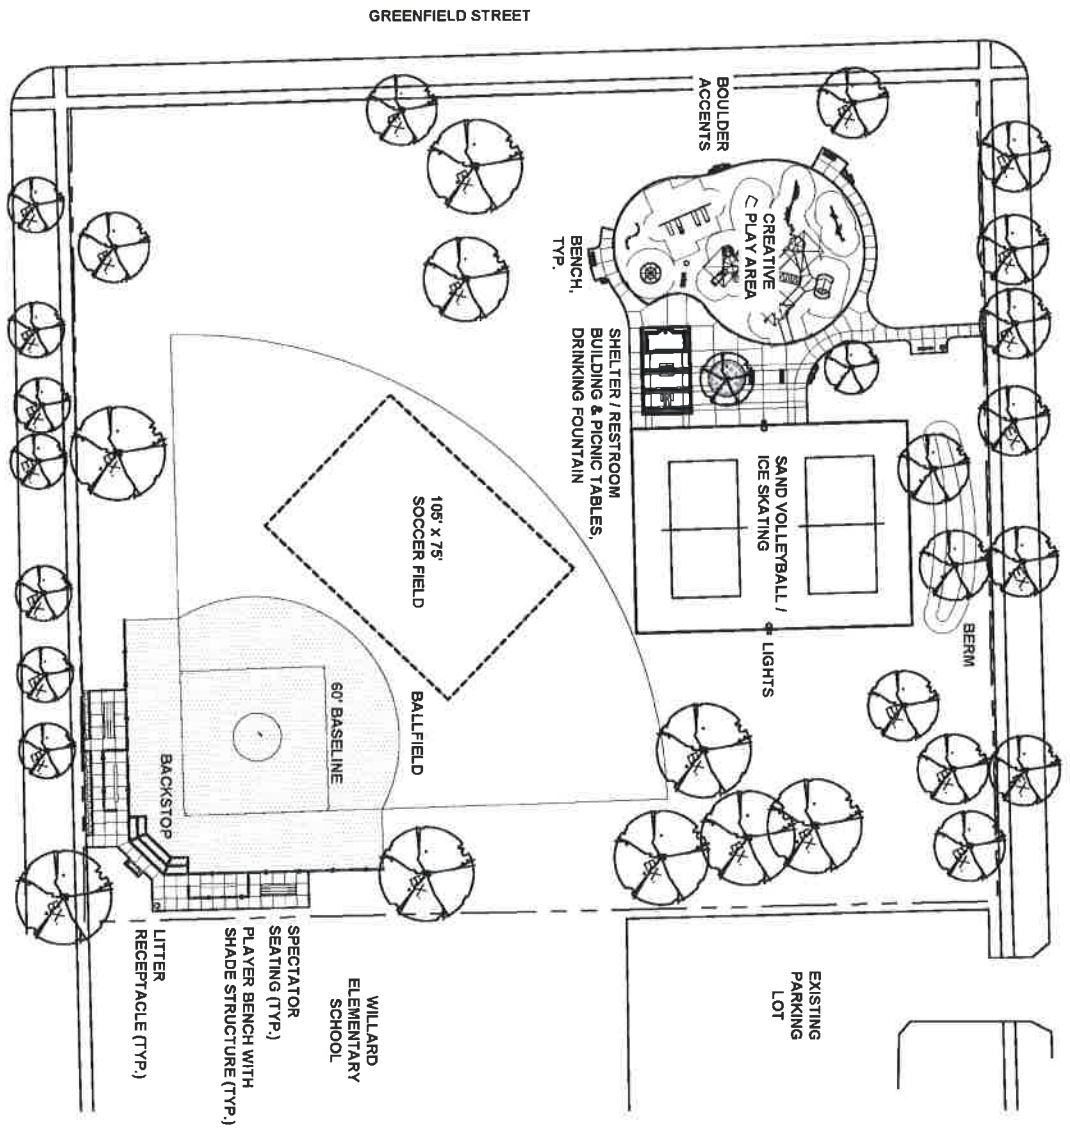 GREENFIELD STREET
BOULDER
ACCENTS
CREATIVE
PLAY AREA
BENCH,
TYP.
SHELTER / RESTROOM
BUILDING & PICNIC TABLES,
DRINKING FOUNTAIN
SAND VOLLEYBALL /
ICE SKATING
105' x 75'
SOCCER FIELD
BERM
LIGHTS
BALLFIELD
60' BASELINE
BACKSTOP
SPECTATOR
SEATING (TYP.)
PLAYER BENCH WITH
SHADE STRUCTURE (TYP.)
LITTER
RECEPTACLE (TYP.)
WILLARD
ELEMENTARY
SCHOOL
EXISTING
PARKING
LOT